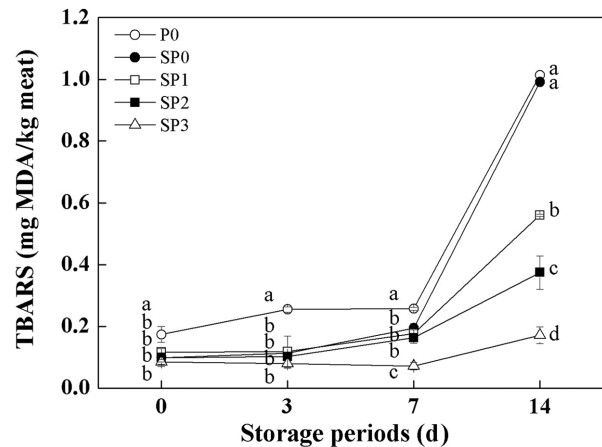 1.2
1.0
0.8
0.6
0.4
0.2
0.0
TBARS (mg MDA/kg meat)
P0
SP0
SP1
SP2
SP3
a
b
b
b
b
a
b
b
b
b
a
b
b
b
c
a
a
b
c
d
0 3 7 14
Storage periods (d)